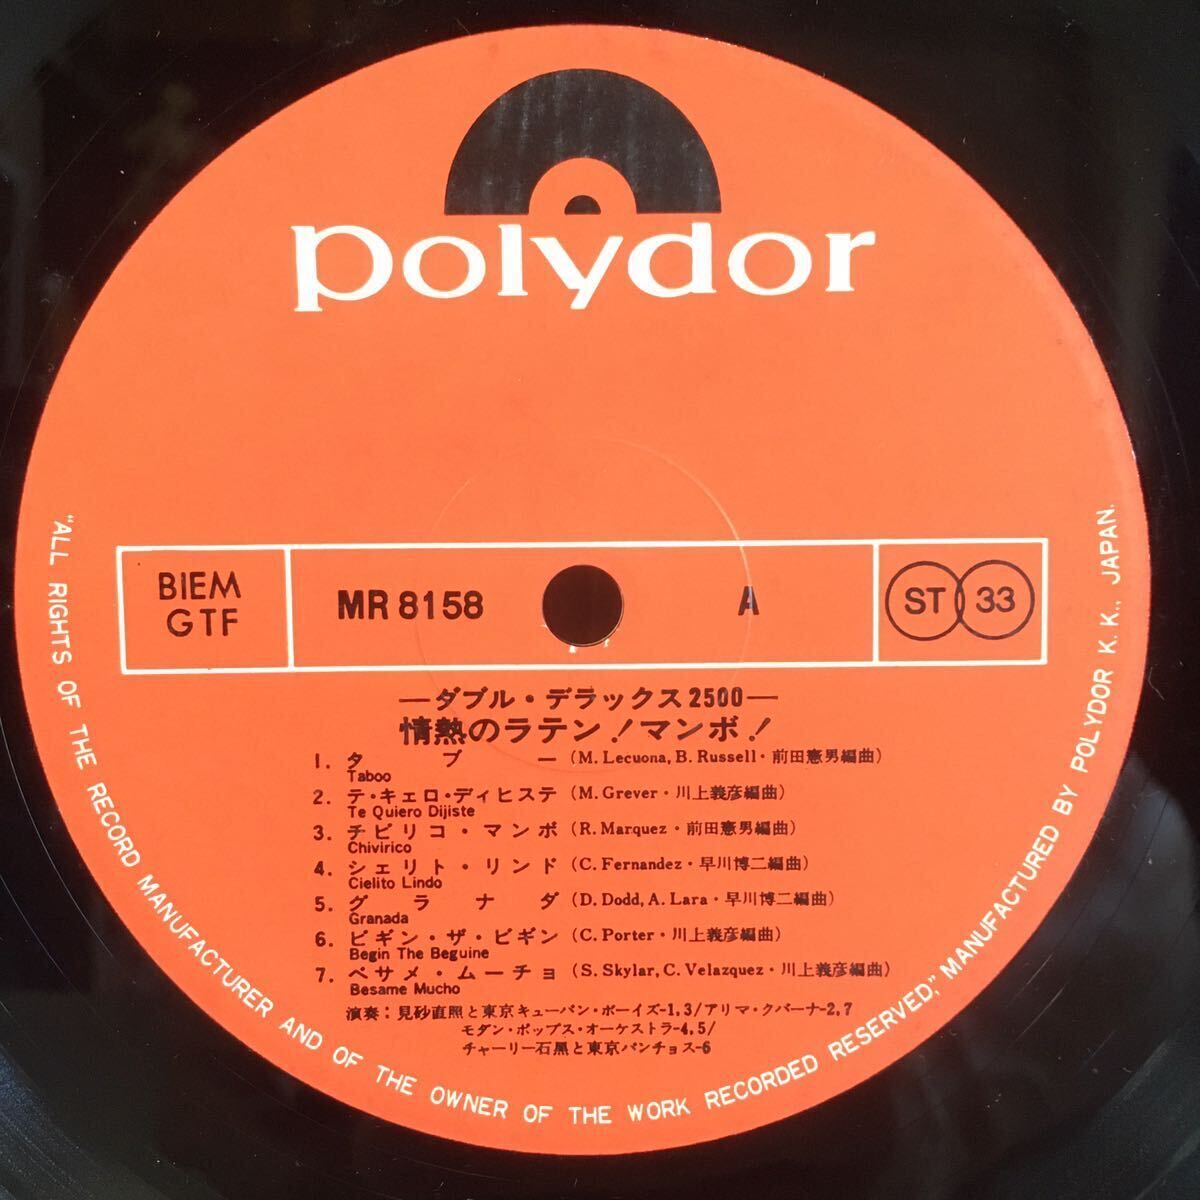 polydor
BIEM
GTF
MR 8158
A
ST 33
—ダブル・デラックス2500—
情熱のラテン!マンボ!
1. タブー (M. Lecuona, B. Russell・前田憲男編曲)
Taboo
2. テ・キェロ・ディヒステ (M. Grever・川上義彦編曲)
Te Quiero Dijiste
3. チビリコ・マンボ (R. Marquez・前田憲男編曲)
Chivirico
4. シェリト・リンド (C. Fernandez・早川博二編曲)
Cielito Lindo
5. グラナダ (D. Dodd, A. Lara・早川博二編曲)
Granada
6. ビギン・ザ・ビギン (C. Porter・川上義彦編曲)
Begin The Beguine
7. ベサメ・ムーチョ (S. Skylar, C. Velazquez・川上義彦編曲)
Besame Mucho
演奏:見砂直照と東京キューバン・ボーイズ-1,3/アリマ・クバーナ-2,7
モダン・ポップス・オーケストラ-4,5/
チャーリー石黒と東京パンチョス-6
"ALL RIGHTS OF THE RECORD MANUFACTURER AND OF THE OWNER OF THE WORK RECORDED RESERVED," MANUFACTURED BY POLYDOR K. K., JAPAN.